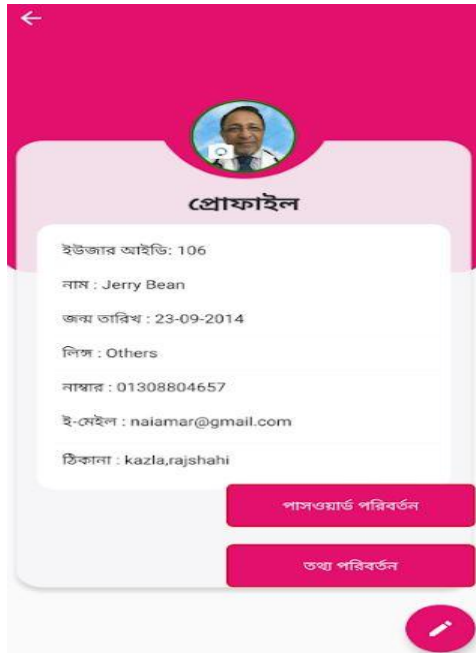 প্রোফাইল
ইউজার আইডি: 106
নাম : Jerry Bean
জন্ম তারিখ : 23-09-2014
লিঙ্গ : Others
নাম্বার : 01308804657
ই-মেইল : naiamar@gmail.com
ঠিকানা : kazla,rajshahi
পাসওয়ার্ড পরিবর্তন
তথ্য পরিবর্তন